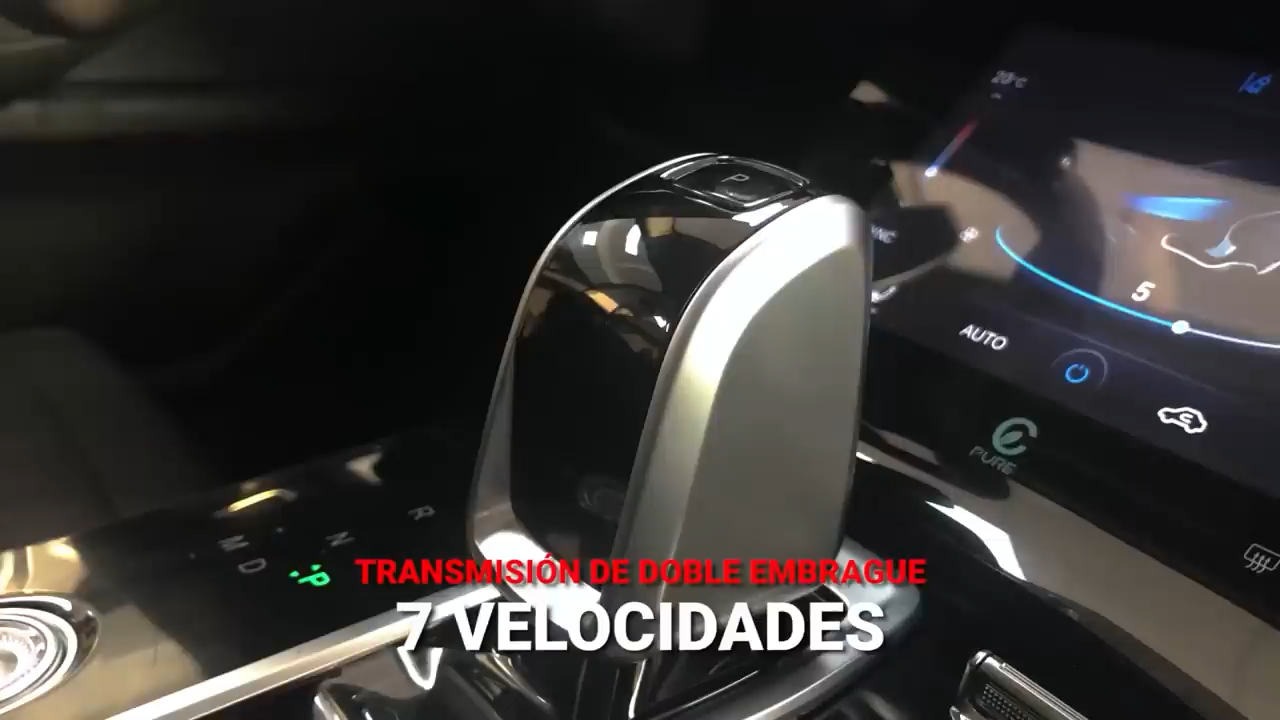 20°C
P
5
AUTO
PURE
R
N
M
D
P
TRANSMISIÓN DE DOBLE EMBRAGUE
7 VELOCIDADES